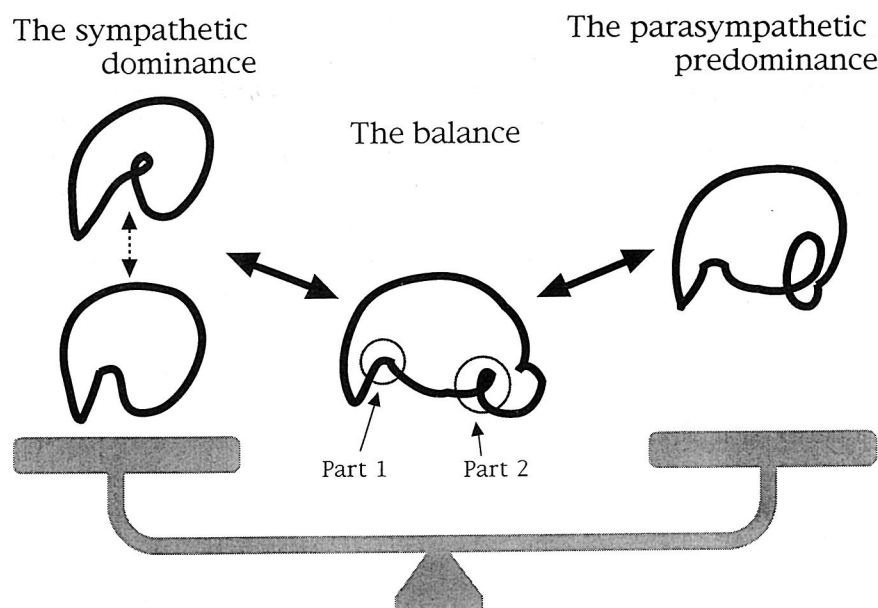 The sympathetic
dominance
The parasympathetic
predominance
The balance
Part 1
Part 2